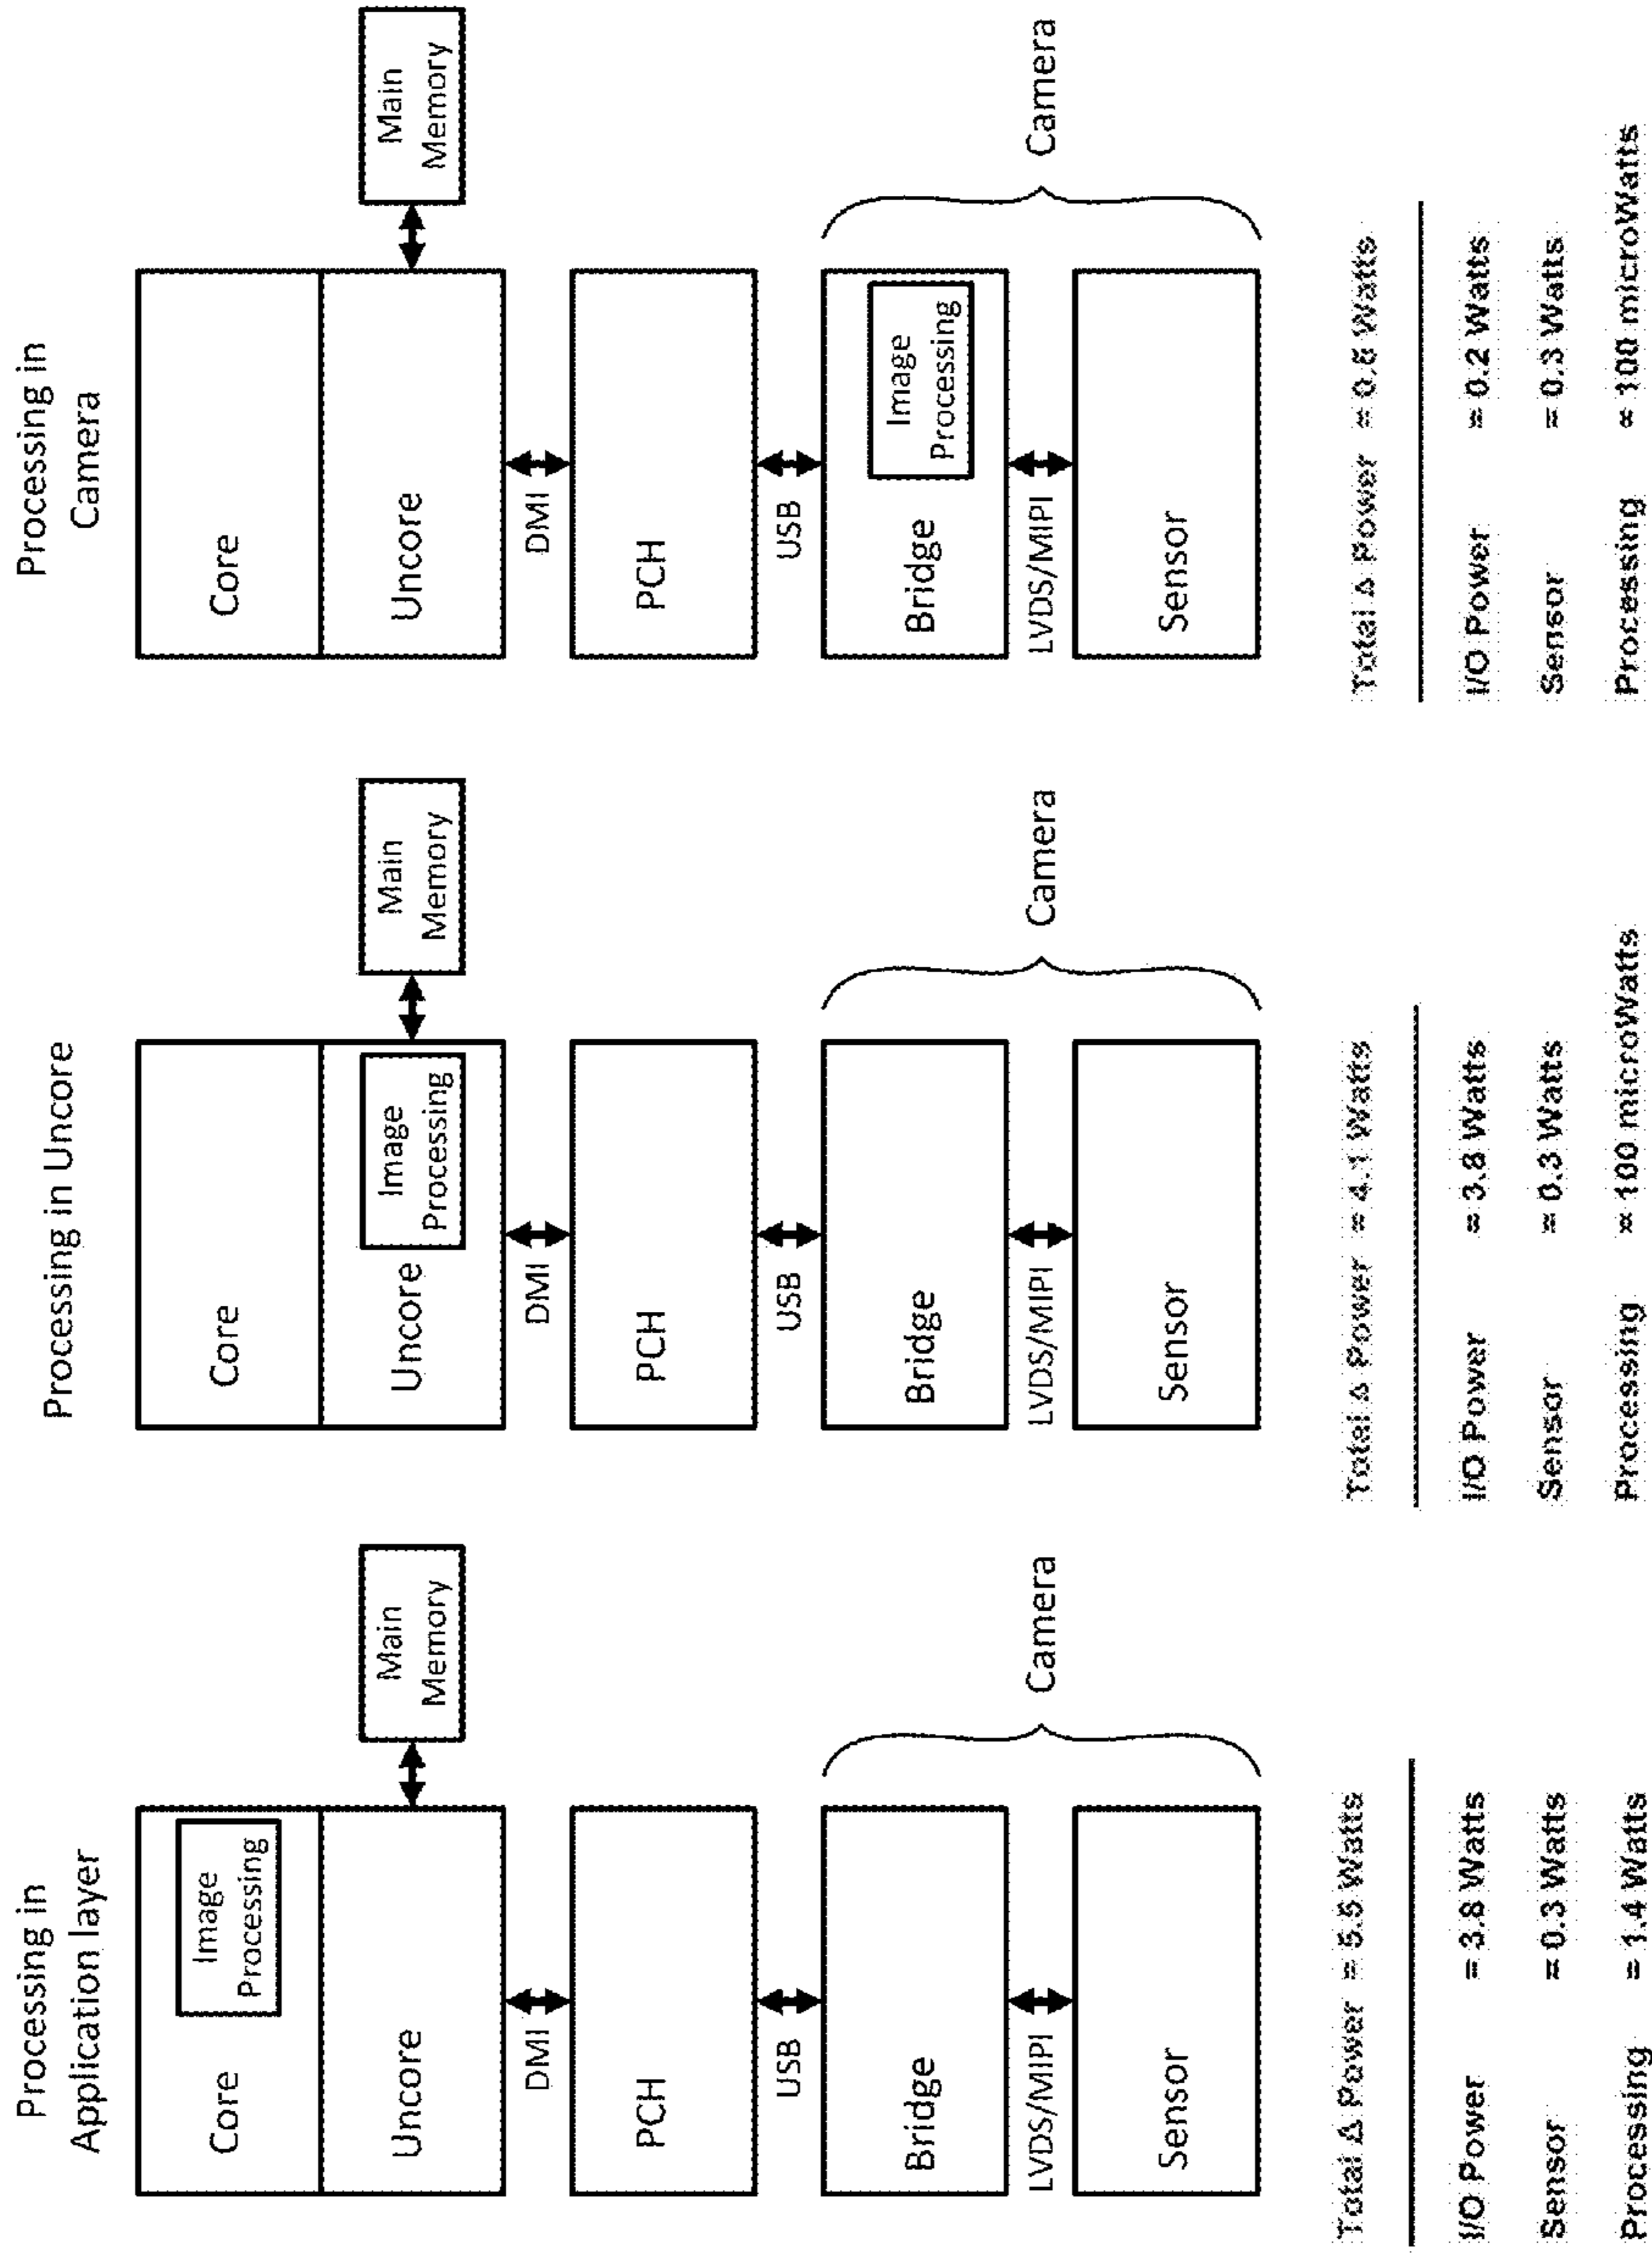 Processing in
Application layer
Core
Image
Processing
Uncore
Main
Memory
DMI
PCH
USB
Bridge
LVDS/MIPI
Sensor
Camera
Total Δ Power = 5.5 Watts
I/O Power = 3.8 Watts
Sensor = 0.3 Watts
Processing = 1.4 Watts
Processing in Uncore
Core
Uncore
Image
Processing
Main
Memory
DMI
PCH
USB
Bridge
LVDS/MIPI
Sensor
Camera
Total Δ Power = 4.1 Watts
I/O Power = 3.8 Watts
Sensor = 0.3 Watts
Processing ≈ 100 microWatts
Processing in
Camera
Core
Uncore
Main
Memory
DMI
PCH
USB
Bridge
Image
Processing
LVDS/MIPI
Sensor
Camera
Total Δ Power = Watts
I/O Power = 0.2 Watts
Sensor = 0.3 Watts
Processing ≈ 100 microWatts